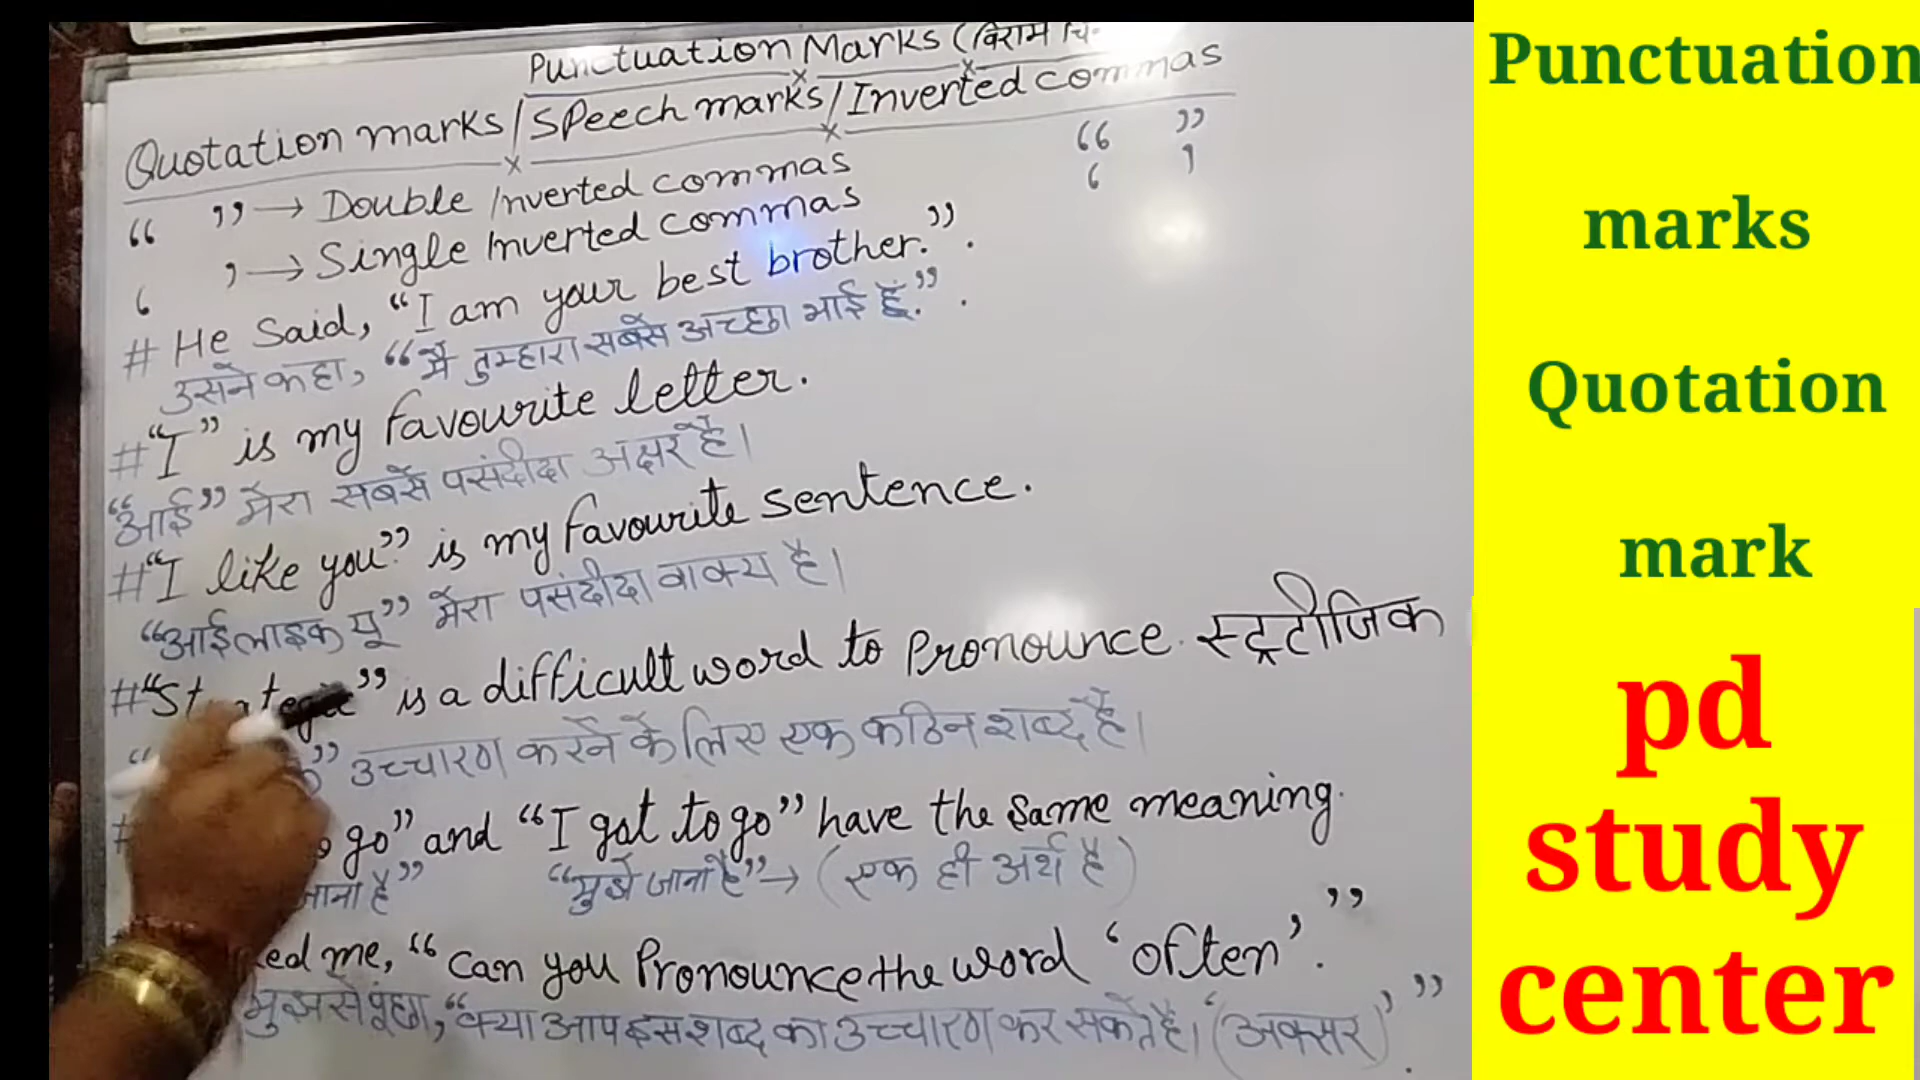 Punctuation Marks (विराम चि
Quotation marks/Speech marks/Inverted commas
“ ” → Double Inverted commas “ ”
‘ ’ → Single Inverted commas ‘ ’
# He Said, “I am your best brother.”.
उसने कहा, “मैं तुम्हारा सबसे अच्छा भाई हूँ.”.
# “I” is my favourite letter.
“आई” मेरा सबसे पसंदीदा अक्षर है।
# “I like you” is my favourite sentence.
“आई लाइक यू” मेरा पसंदीदा वाक्य है।
# “Strategic” is a difficult word to Pronounce. स्ट्रटीजिक
” उच्चारण करने के लिए एक कठिन शब्द है।
go” and “I got to go” have the same meaning.
जाना है” “मुझे जाना है” → (एक ही अर्थ है)
me, “Can you Pronounce the word ‘often’.”
मुझसे पूंछा, “क्या आप इस शब्द का उच्चारण कर सकते है। ‘(अक्सर)’”.
Punctuation
marks
Quotation
mark
pd
study
center